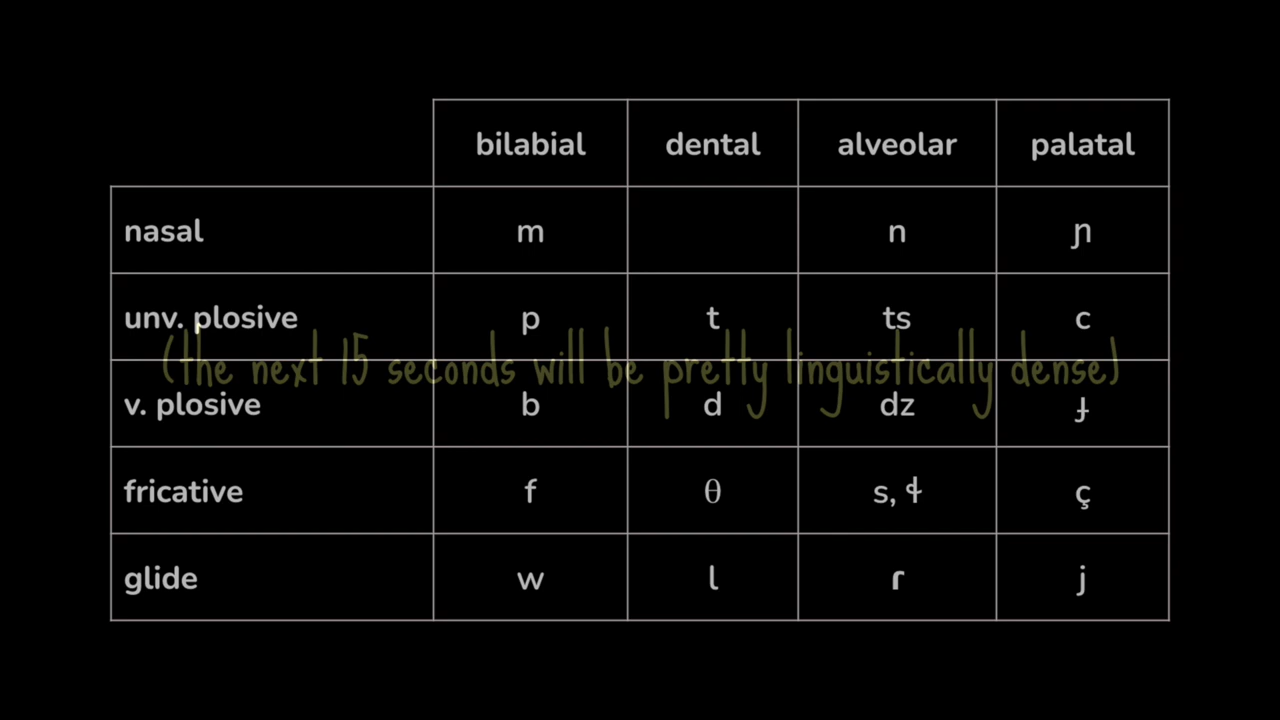 bilabial dental alveolar palatal
nasal m n ɲ
unv. plosive p t ts c
(the next 15 seconds will be pretty linguistically dense)
v. plosive b d dz ɟ
fricative f θ s, ɬ ç
glide w l ɾ j